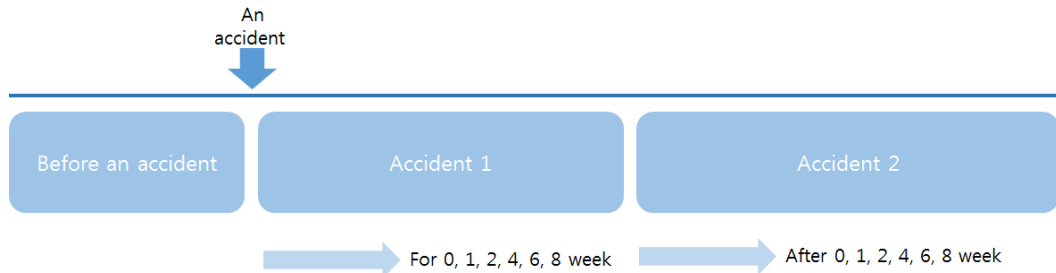 An
accident
Before an accident
Accident 1
Accident 2
For 0, 1, 2, 4, 6, 8 week
After 0, 1, 2, 4, 6, 8 week